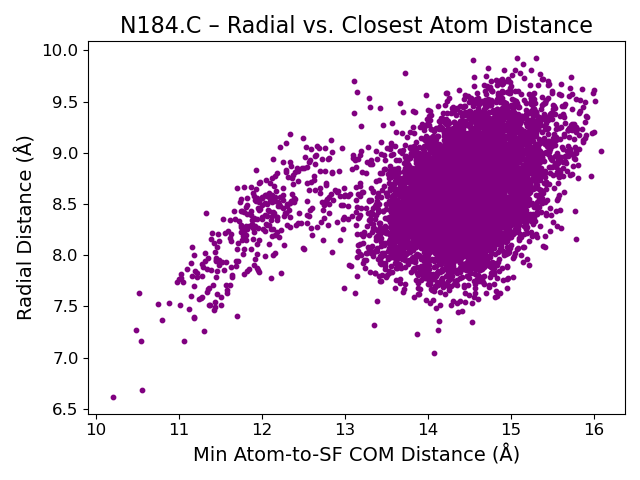 N184.C – Radial vs. Closest Atom Distance
10.0
9.5
9.0
8.5
8.0
7.5
7.0
6.5
Radial Distance (Å)
10 11 12 13 14 15 16
Min Atom-to-SF COM Distance (Å)